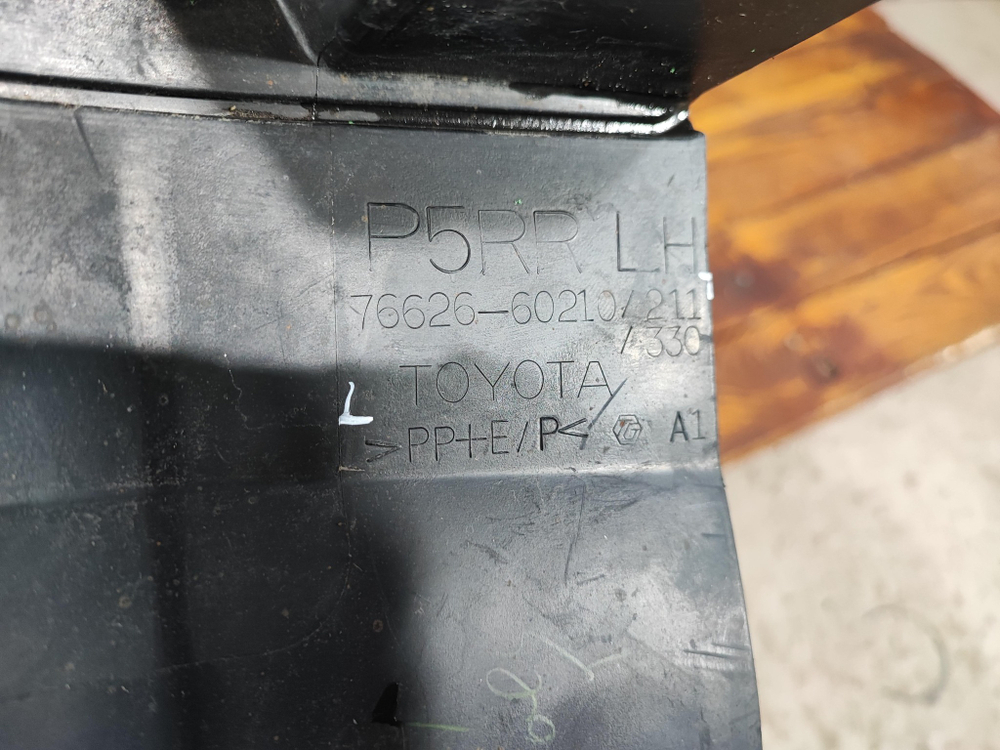 P5RR LH
76626-60210/211
/330
TOYOTA
>PP+E/P< A1